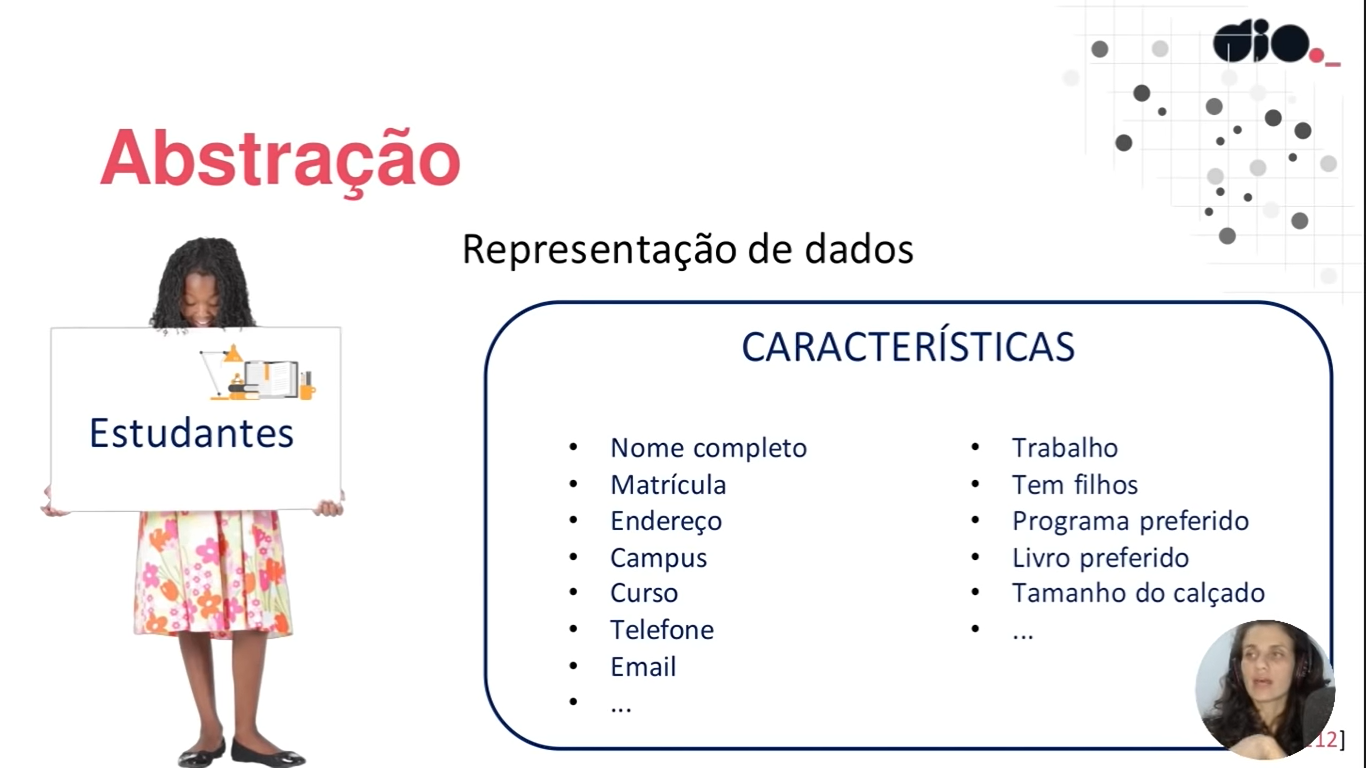 dio._
Abstração
Representação de dados
Estudantes
CARACTERÍSTICAS
• Nome completo
• Matrícula
• Endereço
• Campus
• Curso
• Telefone
• Email
• ...
• Trabalho
• Tem filhos
• Programa preferido
• Livro preferido
• Tamanho do calçado
• ...
12]